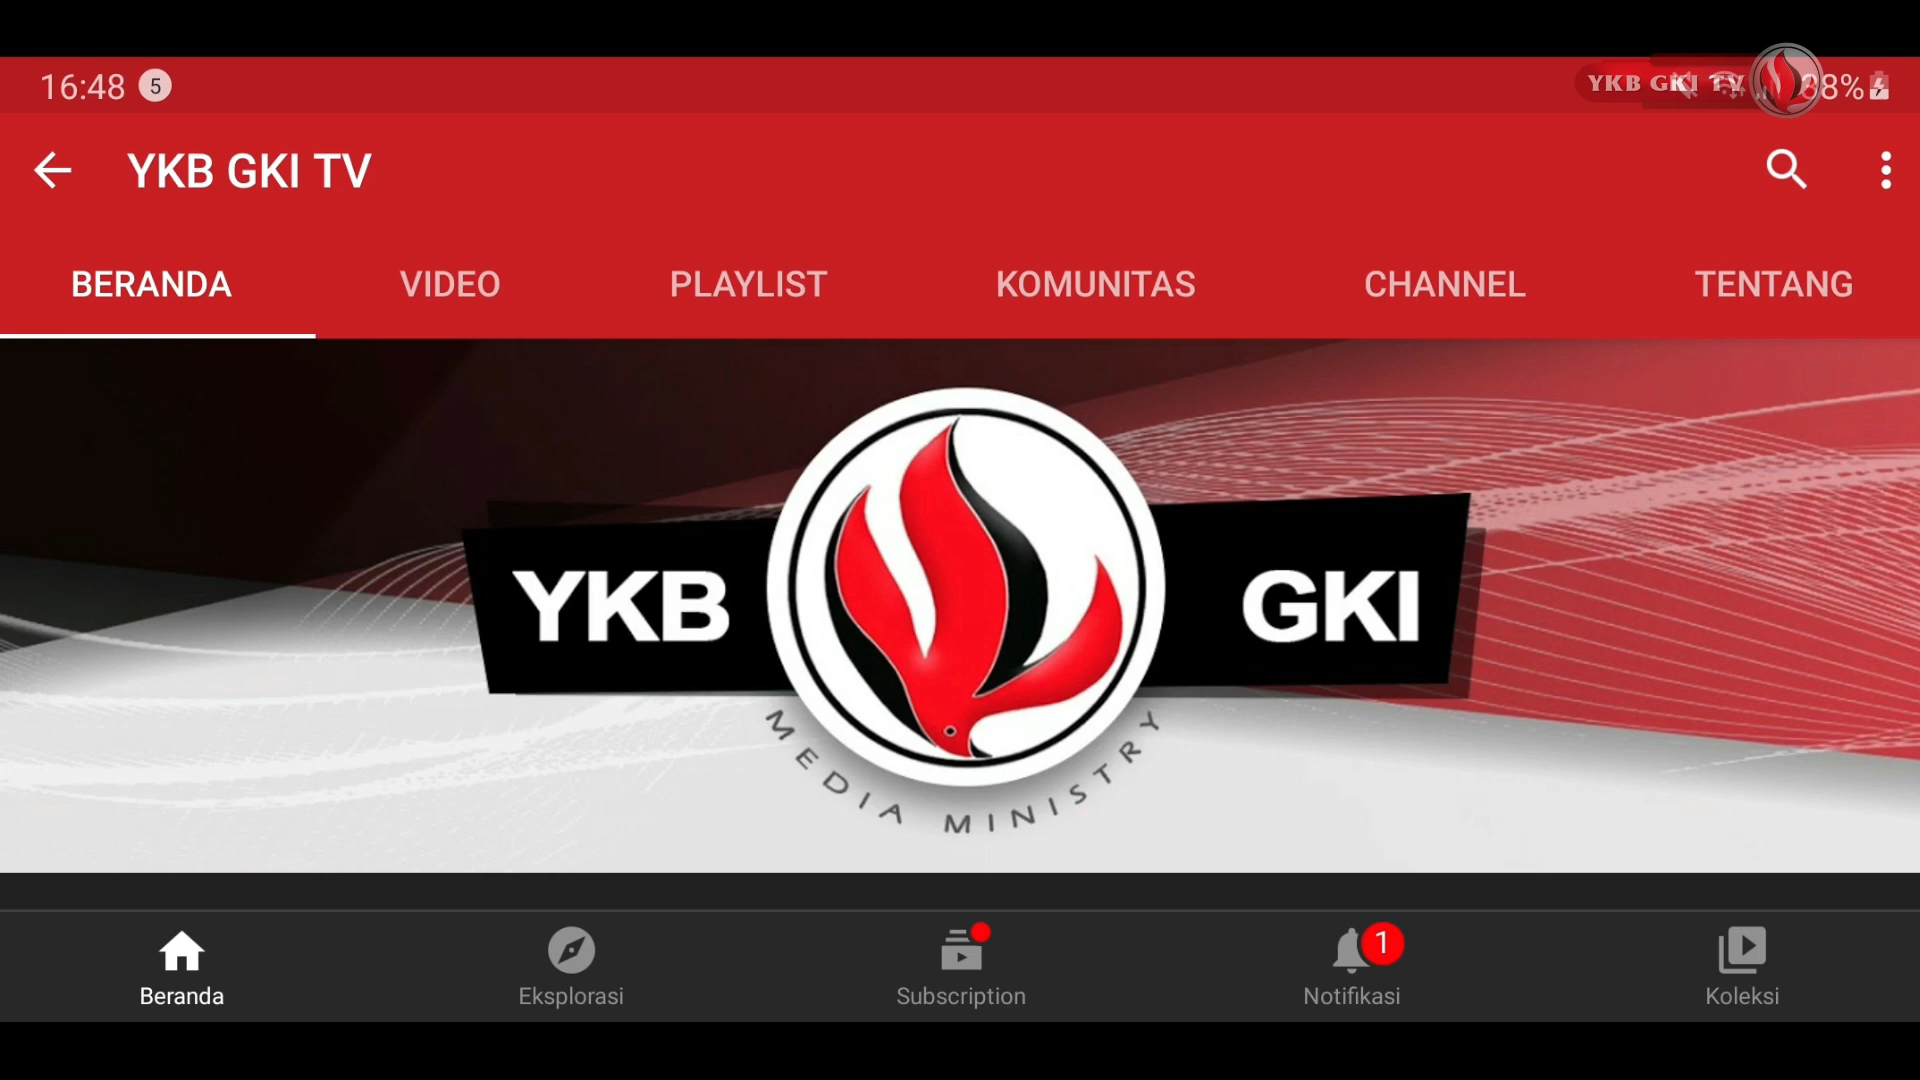 16:48 5
YKB GKI TV
88%
YKB GKI TV
BERANDA VIDEO PLAYLIST KOMUNITAS CHANNEL TENTANG
YKB GKI
MEDIA MINISTRY
1
Beranda Eksplorasi Subscription Notifikasi Koleksi